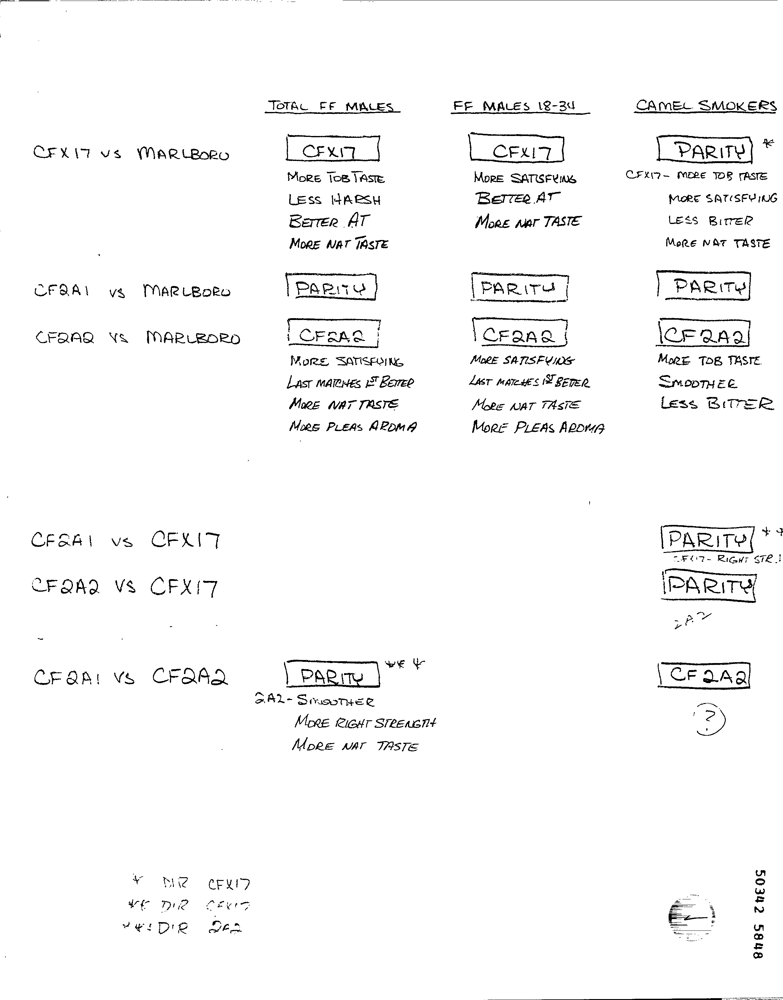 TOTAL FF MALES FF MALES 18-34 CAMEL SMOKERS
CFX17 VS MARLBORO CFX17 CFX17 PARITY *
MORE TOB TASTE MORE SATISFYING CFX17- MORE TOB TASTE
LESS HARSH BETTER AT MORE SATISFYING
BETTER AT MORE NAT TASTE LESS BITTER
MORE NAT TASTE MORE NAT TASTE
CF2A1 VS MARLBORO PARITY PARITY PARITY
CF2A2 VS MARLBORO CF2A2 CF2A2 CF2A2
MORE SATISFYING MORE SATISFYING MORE TOB TASTE
LAST MATCHES 1ST BETTER LAST MATCHES 1ST BETTER SMOOTHER
MORE NAT TASTE MORE NAT TASTE LESS BITTER
MORE PLEAS AROMA MORE PLEAS AROMA
CF2A1 VS CFX17 PARITY **
CFX17- RIGHT STR
CF2A2 VS CFX17 PARITY
2A2
CF2A1 VS CF2A2 PARITY *** CF2A2
2A2- SMOOTHER ?
MORE RIGHT STRENGTH
MORE NAT TASTE
* DIR CFX17
** DIR CFX17
*** DIR 2A2
50342 5848